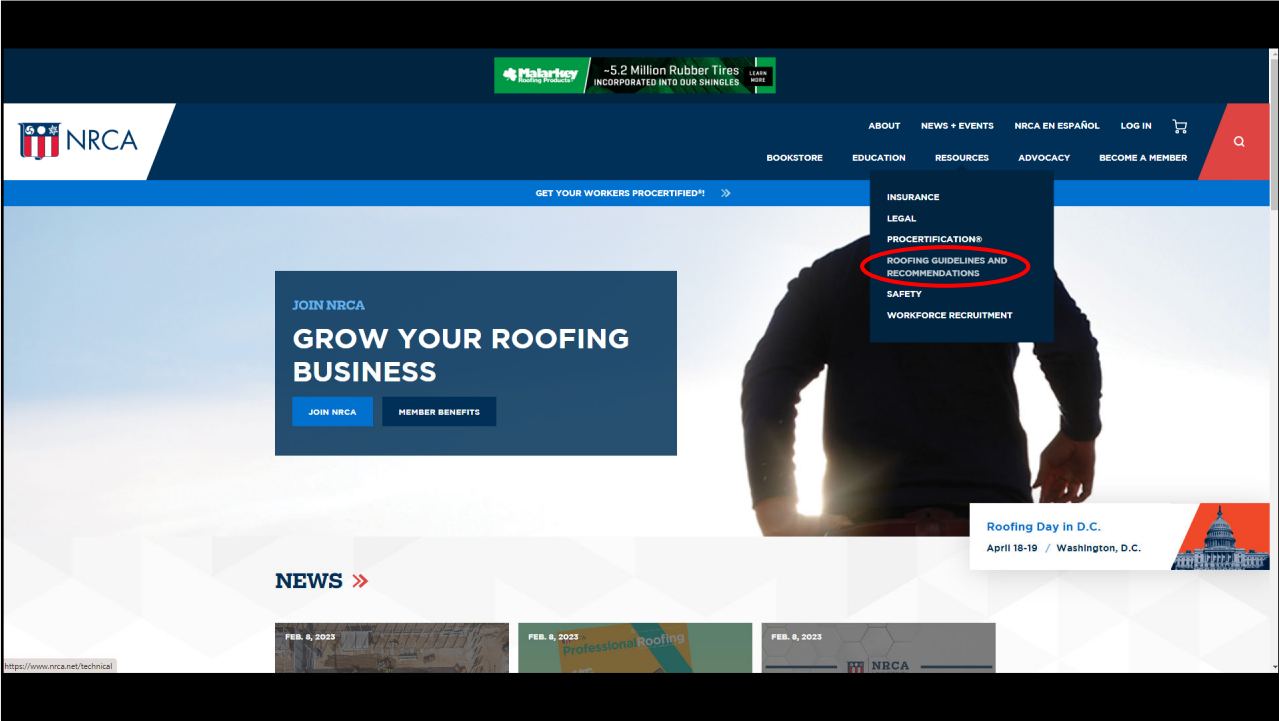 Malarkey
Roofing Products
~5.2 Million Rubber Tires
INCORPORATED INTO OUR SHINGLES
LEARN
MORE
NRCA
ABOUT
NEWS + EVENTS
NRCA EN ESPAÑOL
LOG IN
BOOKSTORE
EDUCATION
RESOURCES
ADVOCACY
BECOME A MEMBER
GET YOUR WORKERS PROCERTIFIED®!
INSURANCE
LEGAL
PROCERTIFICATION®
ROOFING GUIDELINES AND
RECOMMENDATIONS
SAFETY
WORKFORCE RECRUITMENT
JOIN NRCA
GROW YOUR ROOFING
BUSINESS
JOIN NRCA
MEMBER BENEFITS
Roofing Day in D.C.
April 18-19 / Washington, D.C.
NEWS
FEB. 8, 2023
FEB. 8, 2023
Professional Roofing
FEB. 8, 2023
NRCA
https://www.nrca.net/technical